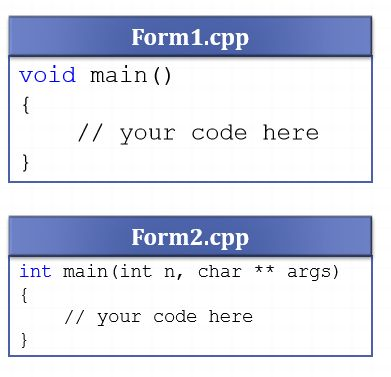 Form1.cpp
void main()
{
    // your code here
}
Form2.cpp
int main(int n, char ** args)
{
    // your code here
}